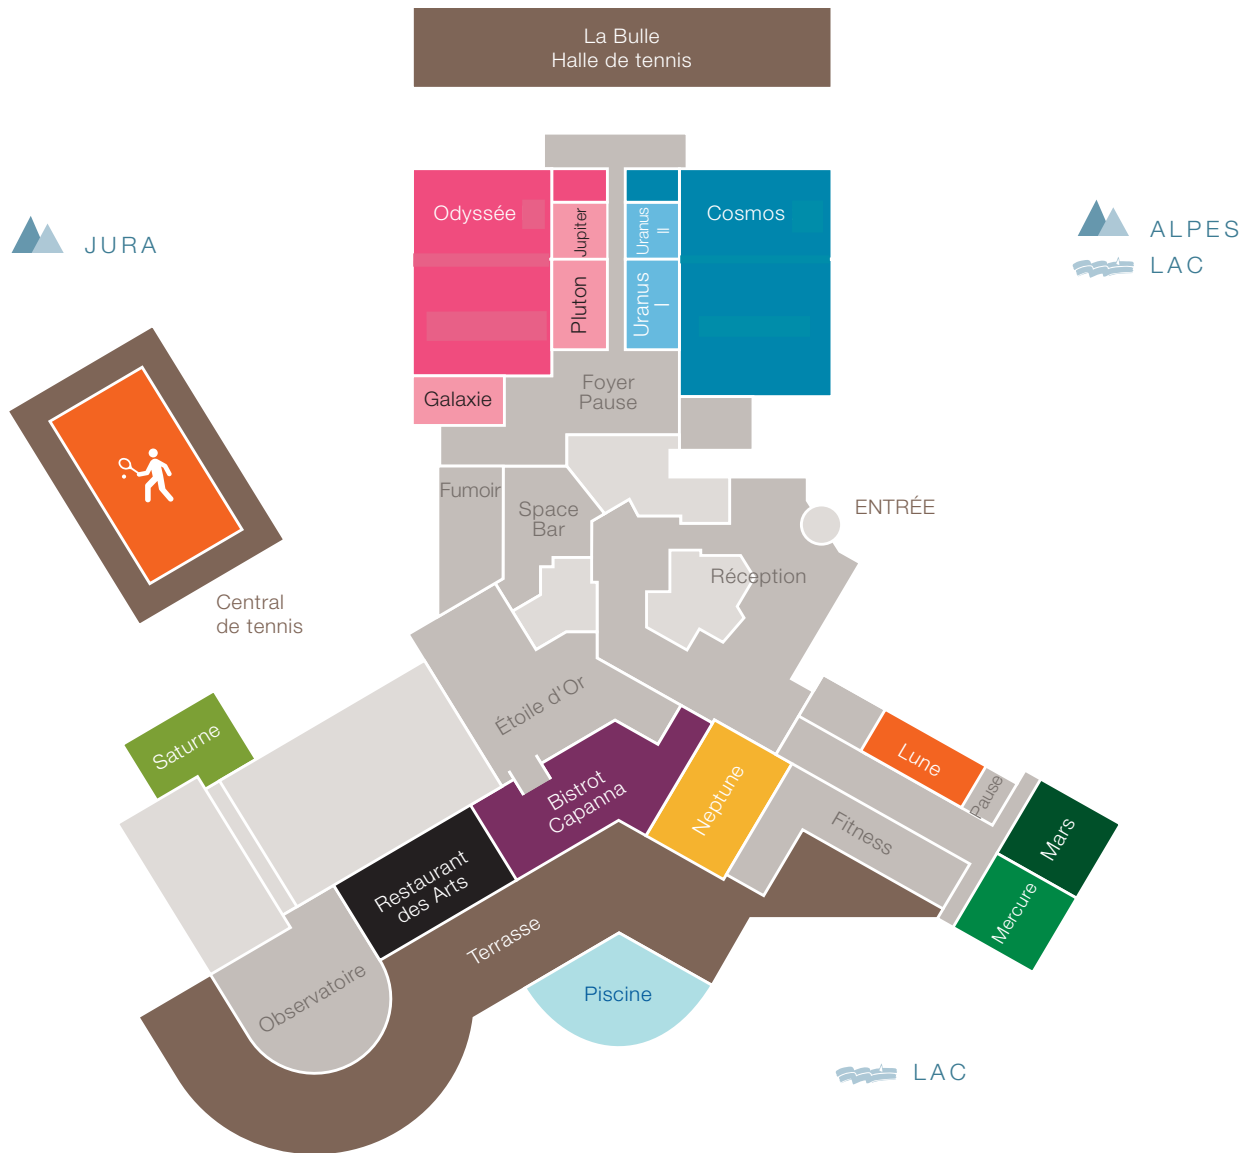 La Bulle
Halle de tennis
Odyssée
Jupiter
Uranus
II
Cosmos
JURA
ALPES
LAC
Pluton
Uranus
I
Galaxie
Foyer
Pause
Fumoir
Space
Bar
ENTRÉE
Réception
Central
de tennis
Étoile d'Or
Saturne
Lune
Pause
Bistrot
Capanna
Neptune
Fitness
Mars
Restaurant
des Arts
Mercure
Terrasse
Observatoire
Piscine
LAC